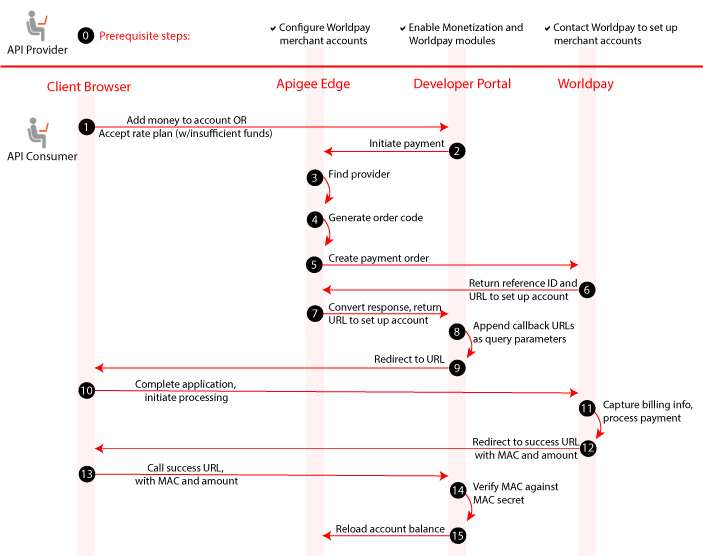 API Provider
0 Prerequisite steps:
✓ Configure Worldpay
merchant accounts
✓ Enable Monetization and
Worldpay modules
✓ Contact Worldpay to set up
merchant accounts
Client Browser
Apigee Edge
Developer Portal
Worldpay
API Consumer
1 Add money to account OR
Accept rate plan (w/insufficient funds)
Initiate payment 2
3 Find provider
4 Generate order code
5 Create payment order
Return reference ID and 6
URL to set up account
7 Convert response, return
URL to set up account
8 Append callback URLs
as query parameters
Redirect to URL 9
10 Complete application,
initiate processing
11 Capture billing info,
process payment
Redirect to success URL 12
with MAC and amount
13 Call success URL,
with MAC and amount
14 Verify MAC against
MAC secret
Reload account balance 15